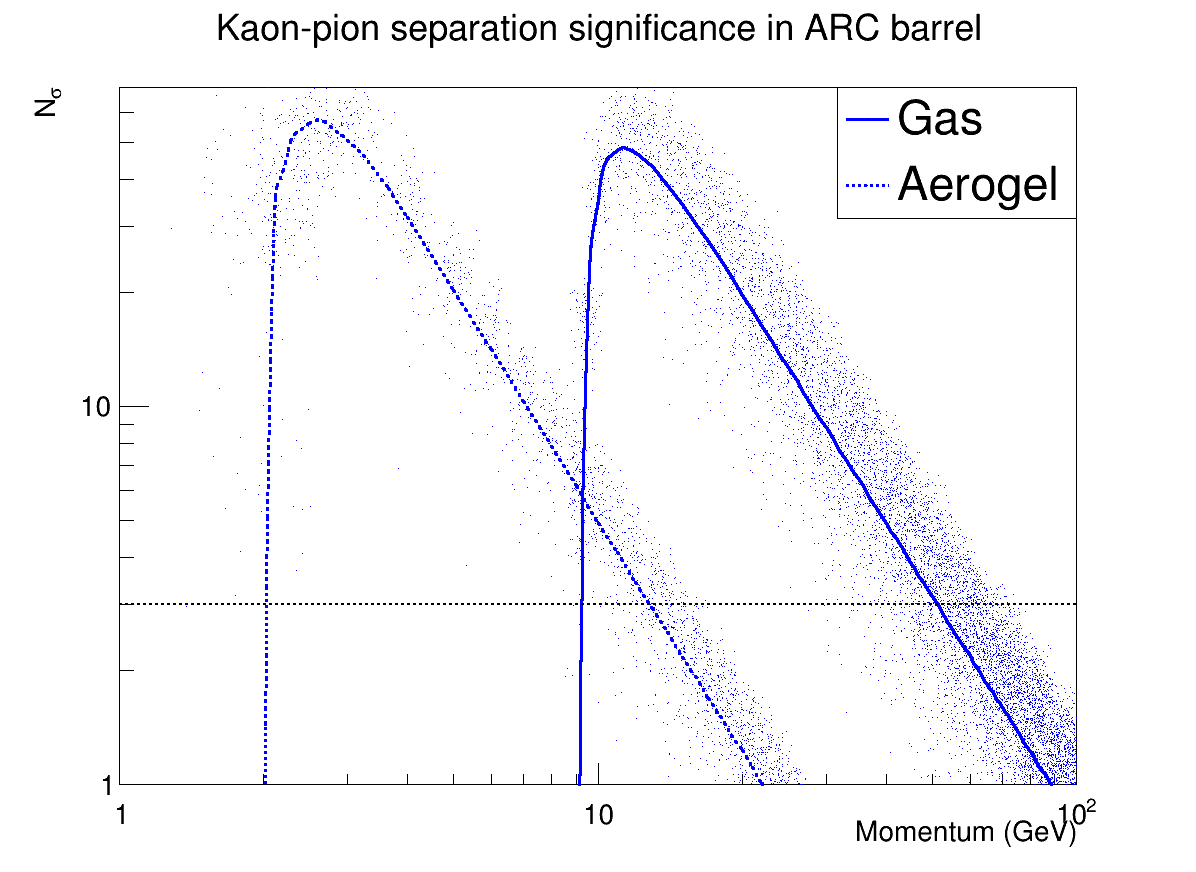 Kaon-pion separation significance in ARC barrel
Nσ
Gas
Aerogel
10
1
1
10
10²
Momentum (GeV)